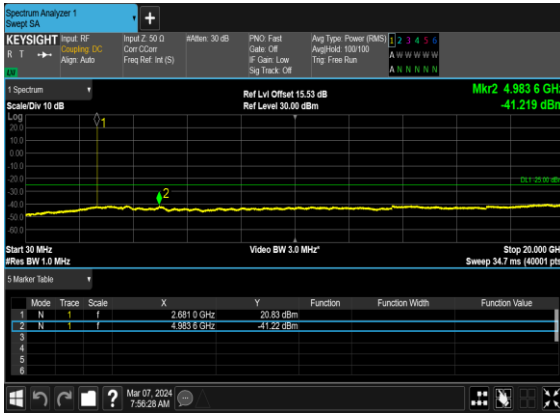 Spectrum Analyzer 1
Swept SA
KEYSIGHT
R T
Input: RF
Coupling: DC
Align: Auto
Input Z: 50 Ω
Corr CCorr
Freq Ref: Int (S)
#Atten: 30 dB
PNO: Fast
Gate: Off
IF Gain: Low
Sig Track: Off
Avg Type: Power (RMS)
Avg|Hold: 100/100
Trig: Free Run
1 2 3 4 5 6
A W W W W W
A N N N N N
1 Spectrum
Scale/Div 10 dB
Ref Lvl Offset 15.53 dB
Ref Level 30.00 dBm
Mkr2 4.983 6 GHz
-41.219 dBm
Log
20.0
10.0
0.00
-10.0
-20.0
-30.0
-40.0
-50.0
-60.0
1
2
DL1 -25.00 dBm
Start 30 MHz
#Res BW 1.0 MHz
Video BW 3.0 MHz*
Stop 20.000 GHz
Sweep 34.7 ms (40001 pts)
5 Marker Table
Mode Trace Scale X Y Function Function Width Function Value
1 N 1 f 2.681 0 GHz 20.83 dBm
2 N 1 f 4.983 6 GHz -41.22 dBm
3
4
5
6
?
Mar 07, 2024
7:56:28 AM